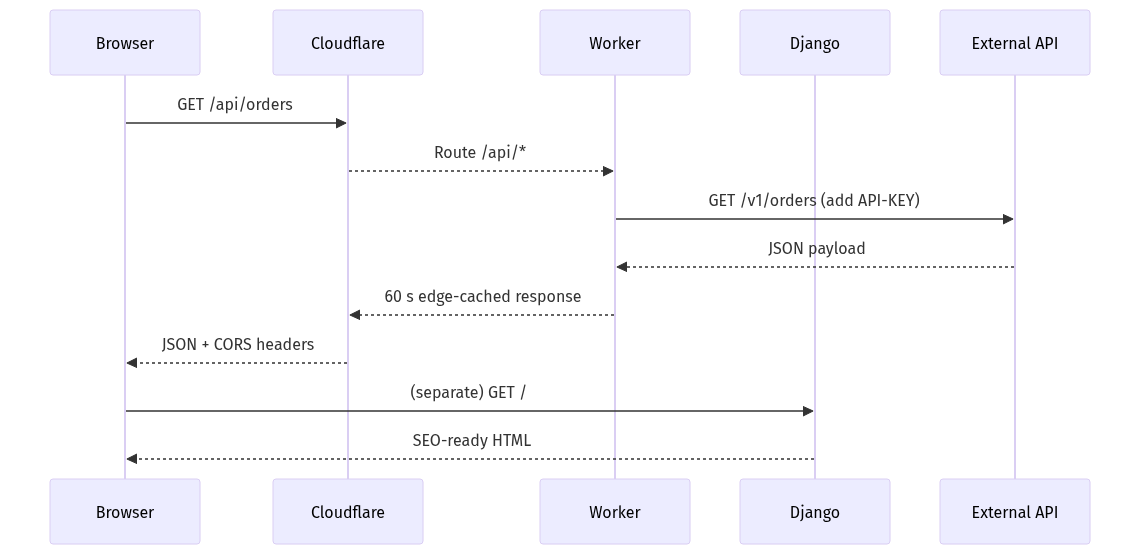 Browser
Cloudflare
Worker
Django
External API
GET /api/orders
Route /api/*
GET /v1/orders (add API-KEY)
JSON payload
60 s edge-cached response
JSON + CORS headers
(separate) GET /
SEO-ready HTML
Browser
Cloudflare
Worker
Django
External API